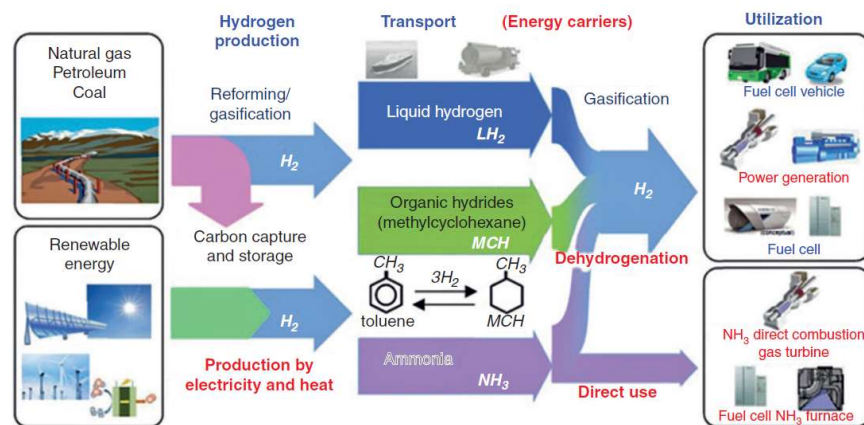 Hydrogen
production
Transport
(Energy carriers)
Utilization
Natural gas
Petroleum
Coal
Reforming/
gasification
H₂
Carbon capture
and storage
Renewable
energy
H₂
Production by
electricity and heat
Liquid hydrogen
LH₂
Organic hydrides
(methylcyclohexane)
MCH
CH₃
3H₂
CH₃
toluene
MCH
Ammonia
NH₃
Gasification
H₂
Dehydrogenation
Direct use
Fuel cell vehicle
Power generation
Fuel cell
NH₃ direct combustion
gas turbine
Fuel cell NH₃ furnace